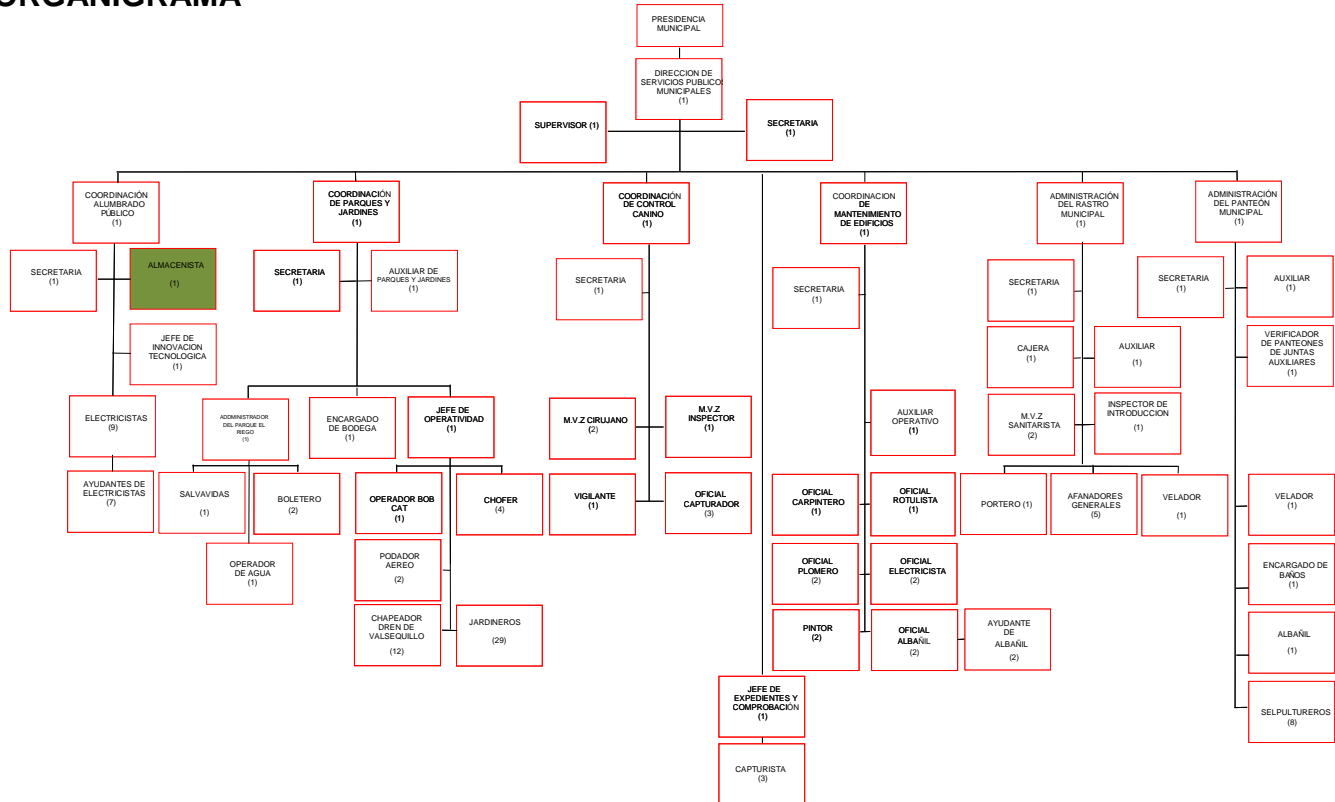 ORGANIGRAMA
PRESIDENCIA
MUNICIPAL
DIRECCION DE
SERVICIOS PUBLICO
MUNICIPALES
(1)
SUPERVISOR (1)
SECRETARIA
(1)
COORDINACIÓN
ALUMBRADO
PÚBLICO
(1)
SECRETARIA
(1)
ALMACENISTA
(1)
JEFE DE
INNOVACION
TECNOLOGICA
(1)
ELECTRICISTAS
(9)
AYUDANTES DE
ELECTRICISTAS
(7)
COORDINACIÓN
DE PARQUES Y
JARDINES
(1)
SECRETARIA
(1)
AUXILIAR DE
PARQUES Y JARDINES
(1)
ADDMINISTRADOR
DEL PARQUE EL
RIEGO
(1)
SALVAVIDAS
(1)
BOLETERO
(2)
OPERADOR
DE AGUA
(1)
ENCARGADO
DE BODEGA
(1)
JEFE DE
OPERATIVIDAD
(1)
OPERADOR BOB
CAT
(1)
CHOFER
(4)
PODADOR
AEREO
(2)
CHAPEADOR
DREN DE
VALSEQUILLO
(12)
JARDINEROS
(29)
COORDINACIÓN
DE CONTROL
CANINO
(1)
SECRETARIA
(1)
M.V.Z CIRUJANO
(2)
M.V.Z
INSPECTOR
(1)
VIGILANTE
(1)
OFICIAL
CAPTURADOR
(3)
JEFE DE
EXPEDIENTES Y
COMPROBACIÓN
(1)
CAPTURISTA
(3)
COORDINACION
DE
MANTENIMIENTO
DE EDIFICIOS
(1)
SECRETARIA
(1)
AUXILIAR
OPERATIVO
(1)
OFICIAL
CARPINTERO
(1)
OFICIAL
ROTULISTA
(1)
OFICIAL
PLOMERO
(2)
OFICIAL
ELECTRICISTA
(2)
PINTOR
(2)
OFICIAL
ALBAÑIL
(2)
AYUDANTE
DE
ALBAÑIL
(2)
ADMINISTRACIÓN
DEL RASTRO
MUNICIPAL
(1)
SECRETARIA
(1)
CAJERA
(1)
AUXILIAR
(1)
M.V.Z
SANITARISTA
(2)
INSPECTOR DE
INTRODUCCION
(1)
PORTERO (1)
AFANADORES
GENERALES
(5)
VELADOR
(1)
ADMINISTRACIÓN
DEL PANTEÓN
MUNICIPAL
(1)
SECRETARIA
(1)
AUXILIAR
(1)
VERIFICADOR
DE PANTEONES
DE JUNTAS
AUXILIARES
(1)
VELADOR
(1)
ENCARGADO DE
BAÑOS
(1)
ALBAÑIL
(1)
SELPULTUREROS
(8)